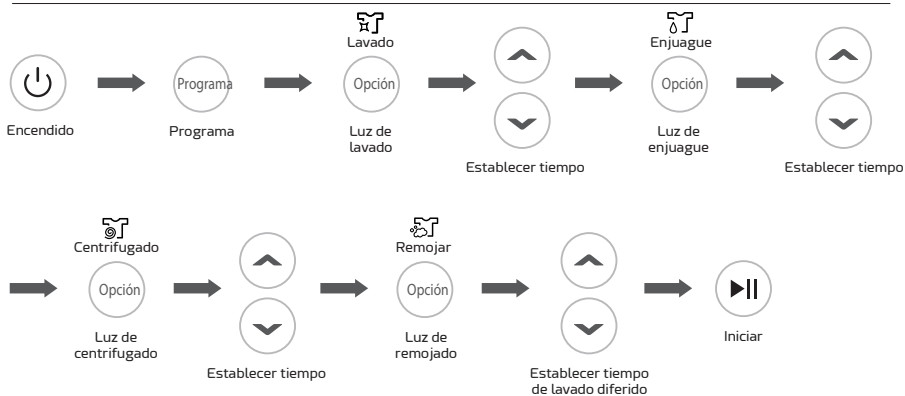 Lavado
Enjuague
Programa
Opción
Opción
Encendido
Programa
Luz de
lavado
Establecer tiempo
Luz de
enjuague
Establecer tiempo
Centrifugado
Remojar
Opción
Opción
Luz de
centrifugado
Establecer tiempo
Luz de
remojado
Establecer tiempo
de lavado diferido
Iniciar